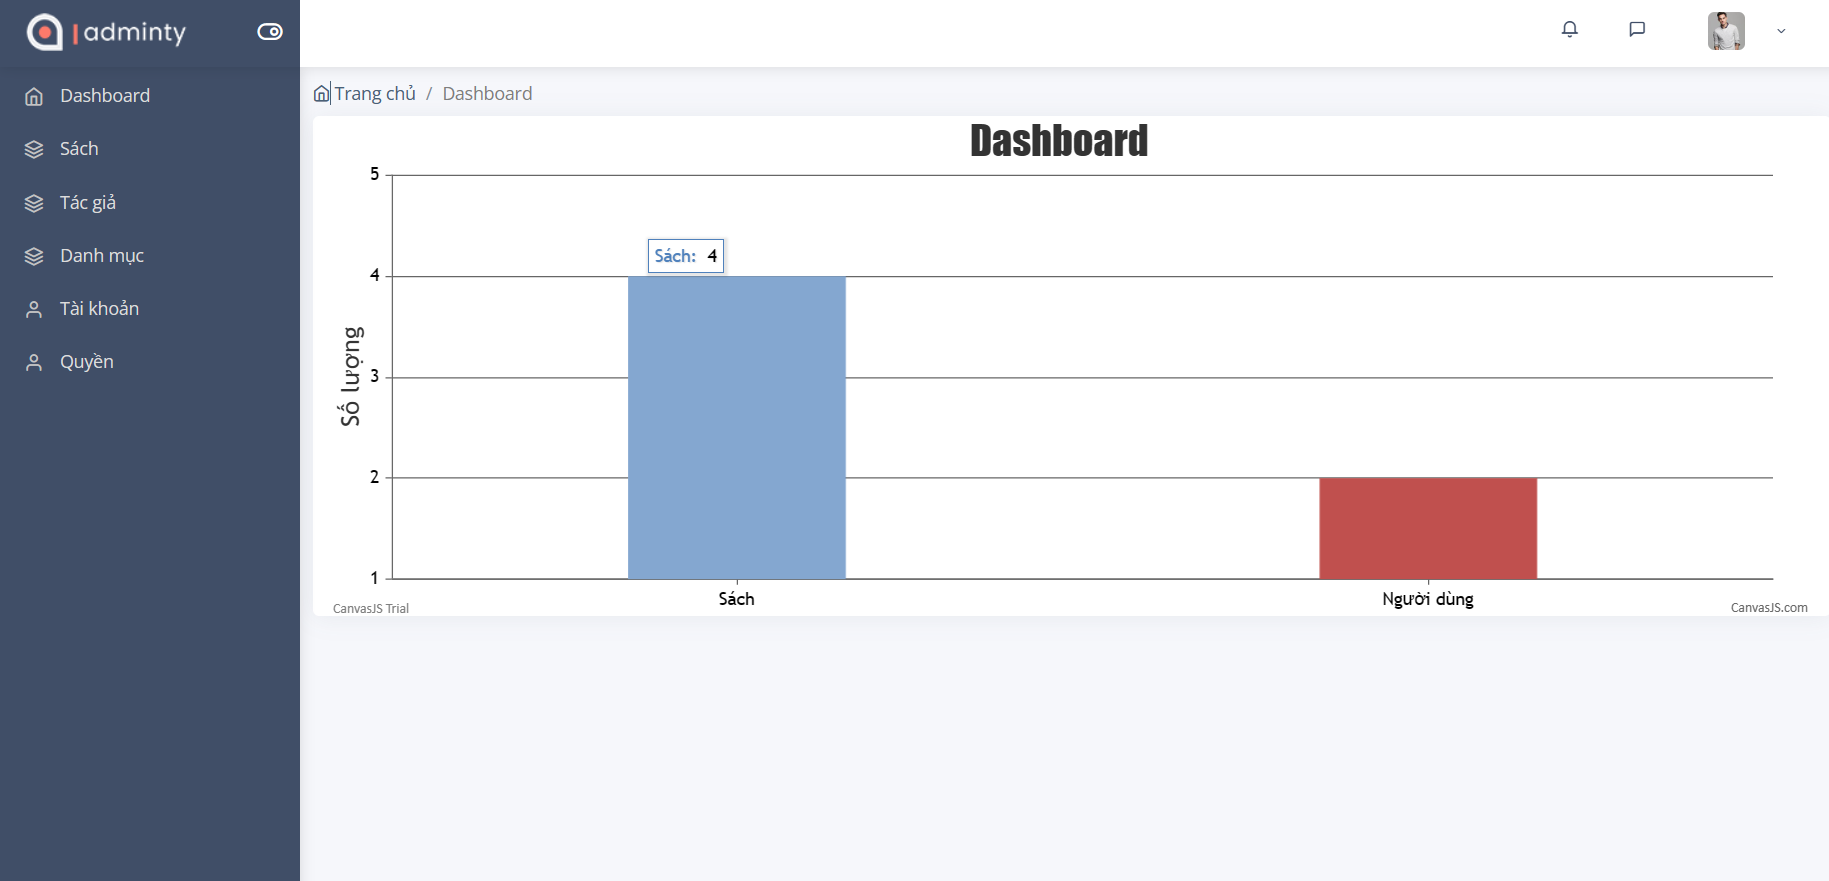 adminty
Dashboard
Sách
Tác giả
Danh mục
Tài khoản
Quyền
Trang chủ / Dashboard
Dashboard
Số lượng
5
4
3
2
1
Sách: 4
Sách
Người dùng
CanvasJS Trial
CanvasJS.com